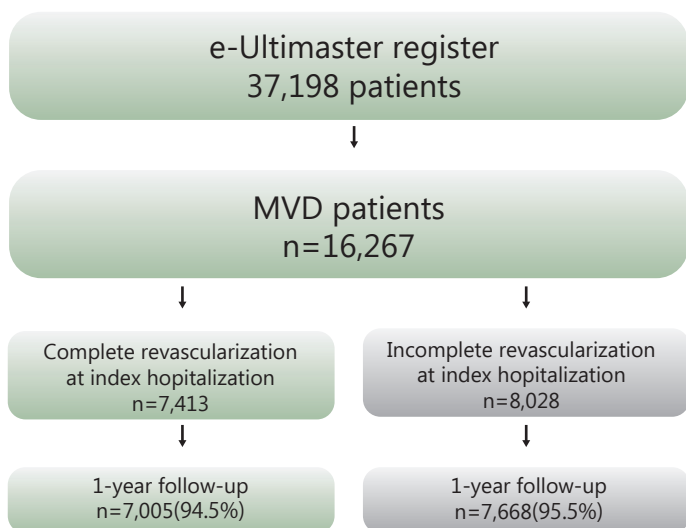 e-Ultimaster register
37,198 patients
MVD patients
n=16,267
Complete revascularization
at index hopitalization
n=7,413
Incomplete revascularization
at index hopitalization
n=8,028
1-year follow-up
n=7,005(94.5%)
1-year follow-up
n=7,668(95.5%)